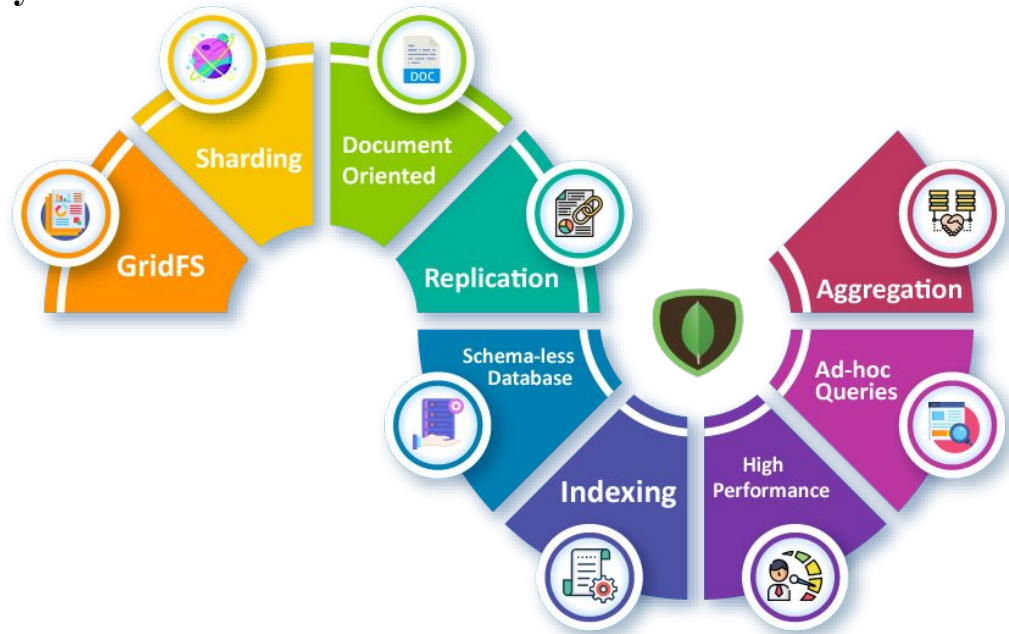 y
GridFS
Sharding
DOC
Document
Oriented
Replication
Schema-less
Database
Indexing
High
Performance
Ad-hoc
Queries
Aggregation